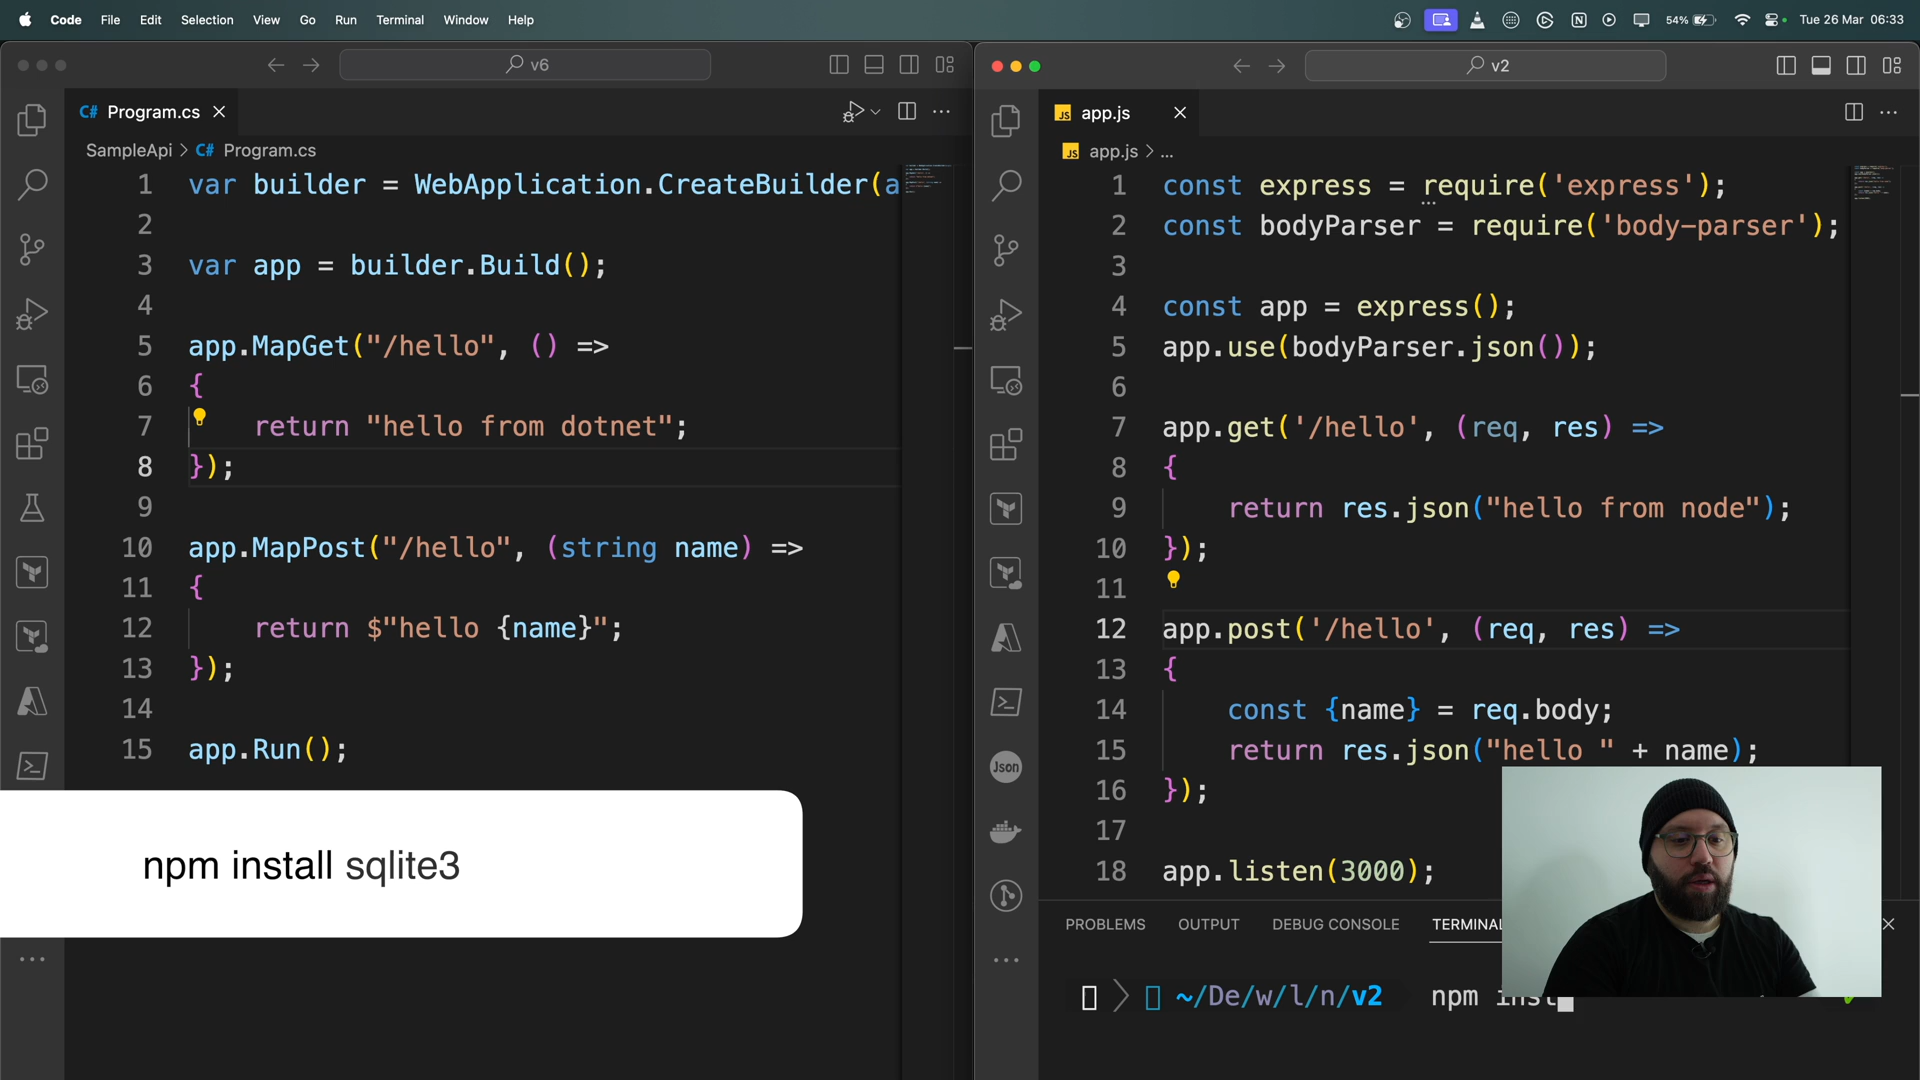 Code File Edit Selection View Go Run Terminal Window Help
54% Tue 26 Mar 06:33
v6
C# Program.cs
SampleApi > C# Program.cs
1 var builder = WebApplication.CreateBuilder(a
2
3 var app = builder.Build();
4
5 app.MapGet("/hello", () =>
6 {
7 return "hello from dotnet";
8 });
9
10 app.MapPost("/hello", (string name) =>
11 {
12 return $"hello {name}";
13 });
14
15 app.Run();
npm install sqlite3
v2
JS app.js
JS app.js > ...
1 const express = require('express');
2 const bodyParser = require('body-parser');
3
4 const app = express();
5 app.use(bodyParser.json());
6
7 app.get('/hello', (req, res) =>
8 {
9 return res.json("hello from node");
10 });
11
12 app.post('/hello', (req, res) =>
13 {
14 const {name} = req.body;
15 return res.json("hello " + name);
16 });
17
18 app.listen(3000);
Json
PROBLEMS OUTPUT DEBUG CONSOLE TERMINAL
~/De/w/l/n/v2 npm inst